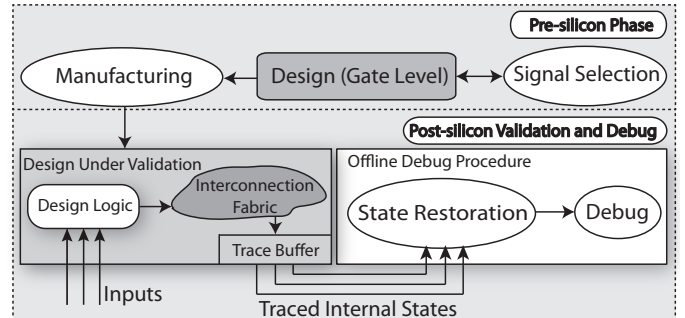 Pre-silicon Phase
Manufacturing
Design (Gate Level)
Signal Selection
Post-silicon Validation and Debug
Design Under Validation
Design Logic
Interconnection
Fabric
Trace Buffer
Inputs
Offline Debug Procedure
State Restoration
Debug
Traced Internal States